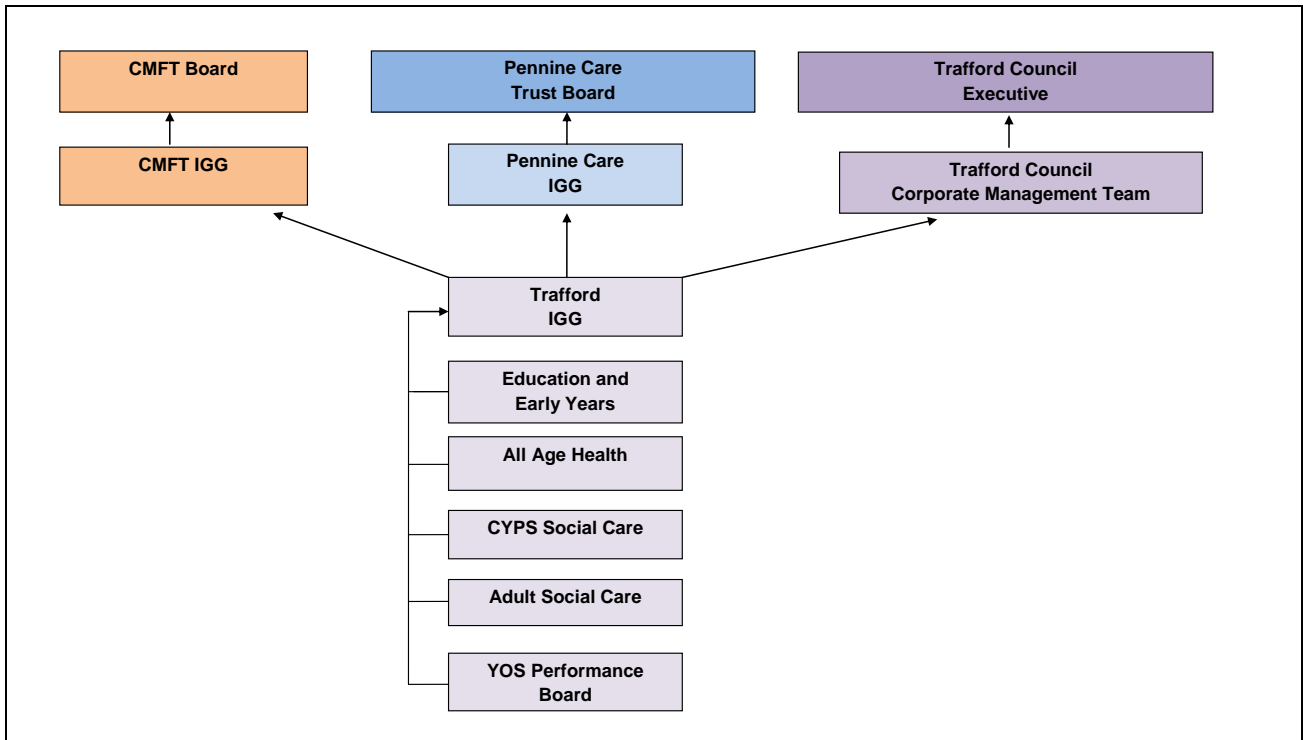 CMFT Board
Pennine Care
Trust Board
Trafford Council
Executive
CMFT IGG
Pennine Care
IGG
Trafford Council
Corporate Management Team
Trafford
IGG
Education and
Early Years
All Age Health
CYPS Social Care
Adult Social Care
YOS Performance
Board